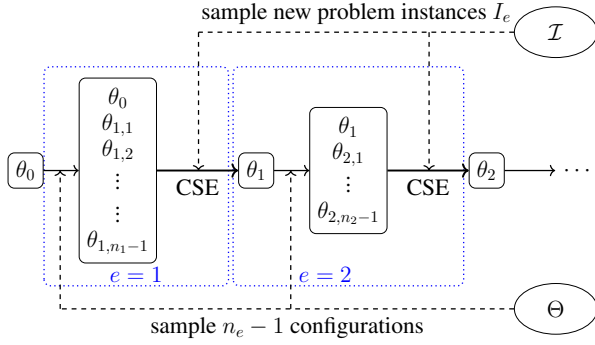 sample new problem instances I_e
𝓘
θ_0
θ_0
θ_{1,1}
θ_{1,2}
⋮
⋮
θ_{1,n_1−1}
CSE
e = 1
θ_1
θ_1
θ_{2,1}
⋮
θ_{2,n_2−1}
CSE
e = 2
θ_2
⋯
sample n_e − 1 configurations
Θ